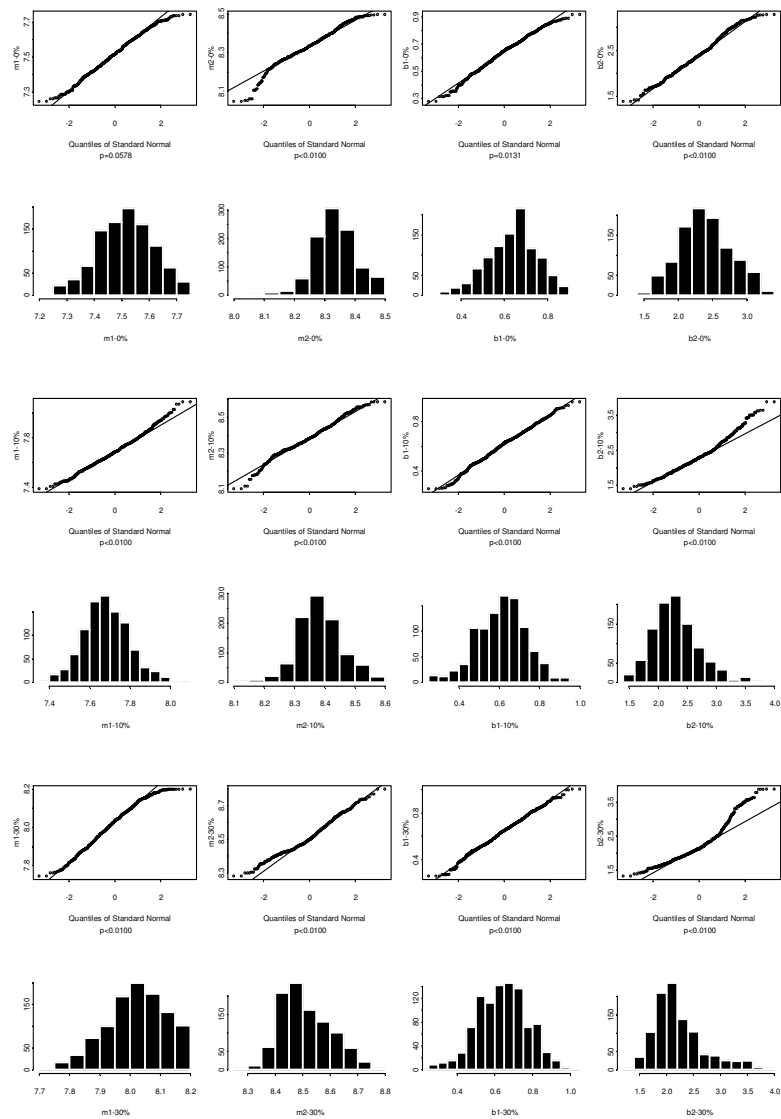 m1-0%
7.3 7.5 7.7
-2 0 2
Quantiles of Standard Normal
p=0.0578
m2-0%
8.1 8.3 8.5
-2 0 2
Quantiles of Standard Normal
p<0.0100
b1-0%
0.3 0.5 0.7 0.9
-2 0 2
Quantiles of Standard Normal
p=0.0131
b2-0%
1.5 2.5
-2 0 2
Quantiles of Standard Normal
p<0.0100
0 50 150
7.2 7.3 7.4 7.5 7.6 7.7
m1-0%
0 100 200 300
8.0 8.1 8.2 8.3 8.4 8.5
m2-0%
0 50 150
0.4 0.6 0.8
b1-0%
0 50 150
1.5 2.0 2.5 3.0
b2-0%
m1-10%
7.4 7.8
-2 0 2
Quantiles of Standard Normal
p<0.0100
m2-10%
8.1 8.3 8.5
-2 0 2
Quantiles of Standard Normal
p<0.0100
b1-10%
0.4 0.8
-2 0 2
Quantiles of Standard Normal
p<0.0100
b2-10%
1.5 2.5 3.5
-2 0 2
Quantiles of Standard Normal
p<0.0100
0 50 100
7.4 7.6 7.8 8.0
m1-10%
0 100 200 300
8.1 8.2 8.3 8.4 8.5 8.6
m2-10%
0 50 100
0.4 0.6 0.8 1.0
b1-10%
0 50 150
1.5 2.0 2.5 3.0 3.5 4.0
b2-10%
m1-30%
7.8 8.0 8.2
-2 0 2
Quantiles of Standard Normal
p<0.0100
m2-30%
8.3 8.5 8.7
-2 0 2
Quantiles of Standard Normal
p<0.0100
b1-30%
0.4 0.8
-2 0 2
Quantiles of Standard Normal
p<0.0100
b2-30%
1.5 2.5 3.5
-2 0 2
Quantiles of Standard Normal
p<0.0100
0 50 150
7.7 7.8 7.9 8.0 8.1 8.2
m1-30%
0 50 150
8.3 8.4 8.5 8.6 8.7 8.8
m2-30%
0 40 80 120
0.4 0.6 0.8 1.0
b1-30%
0 50 150
1.5 2.0 2.5 3.0 3.5 4.0
b2-30%